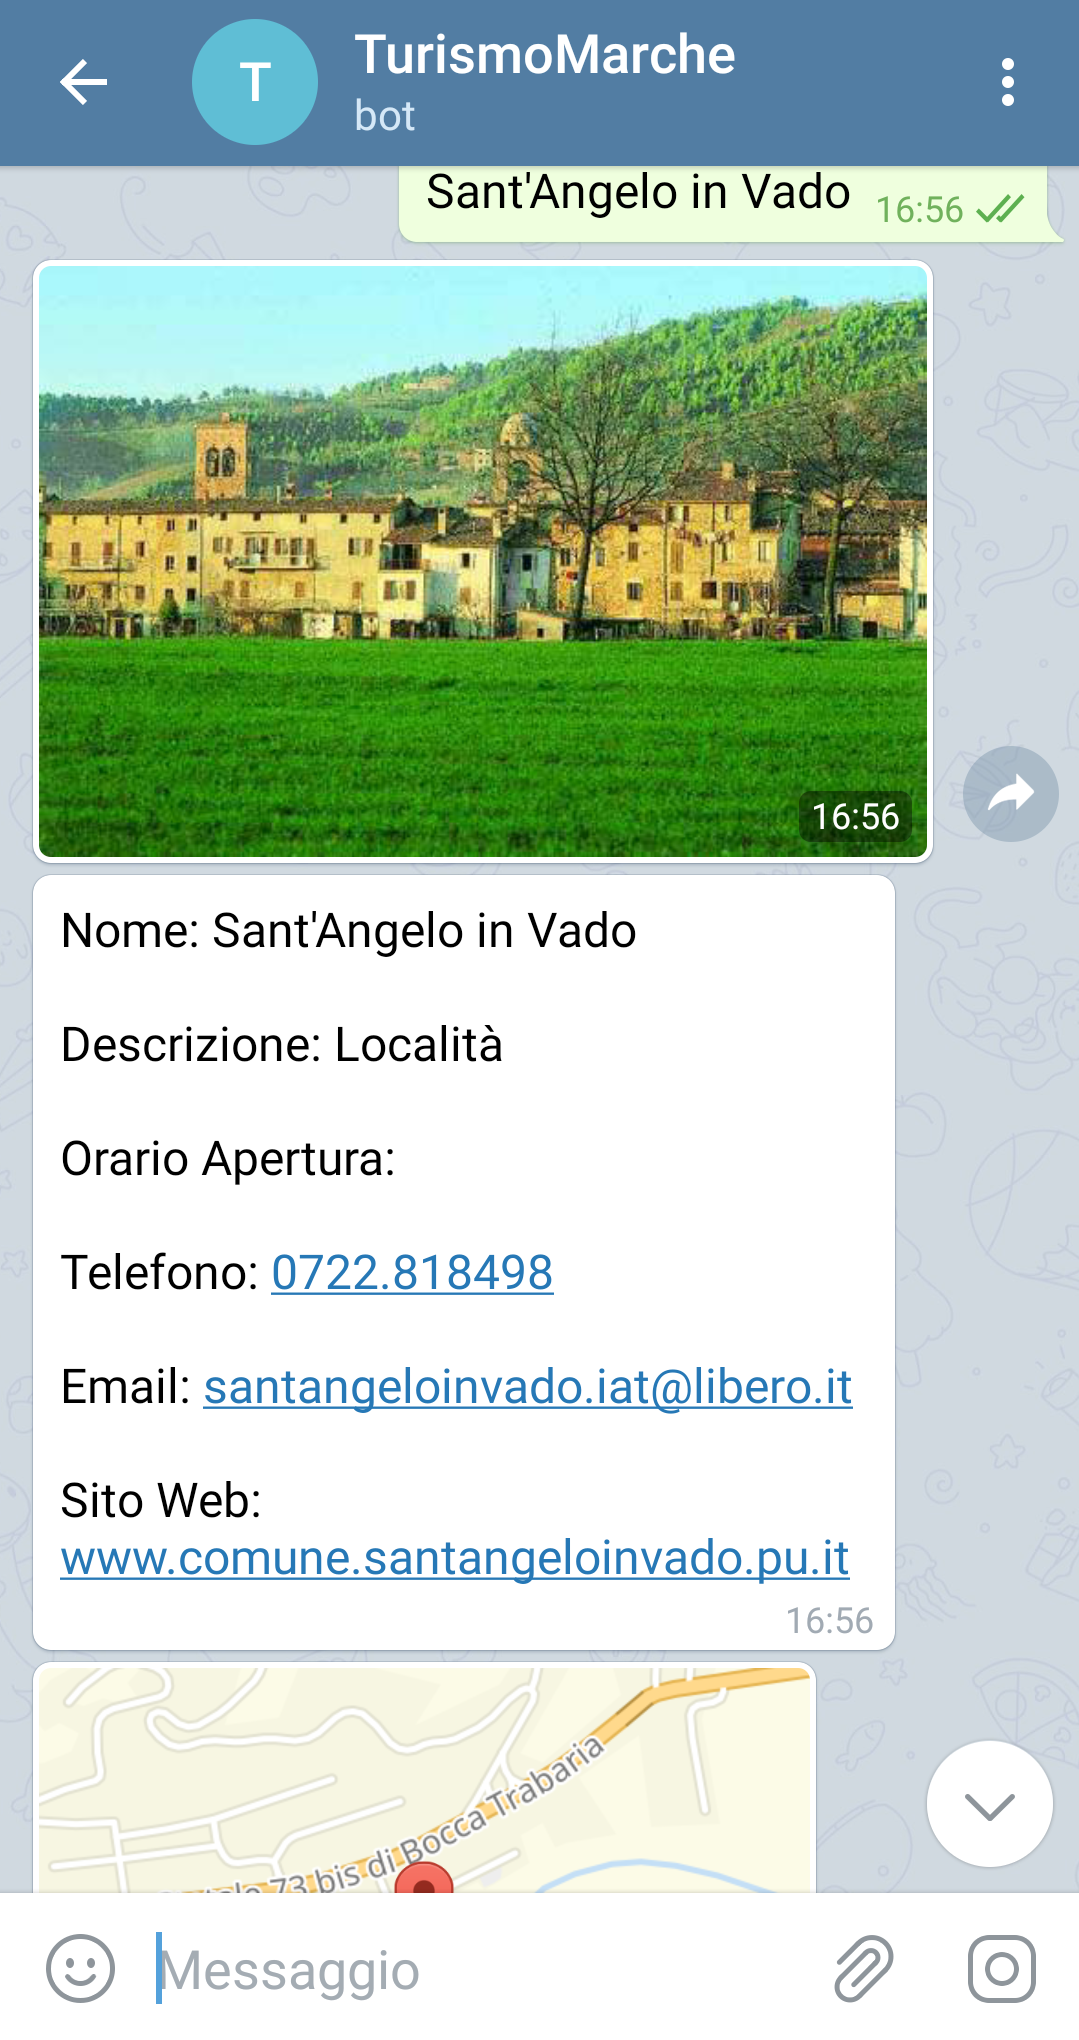 T
TurismoMarche
bot
Sant'Angelo in Vado 16:56
16:56
Nome: Sant'Angelo in Vado
Descrizione: Località
Orario Apertura:
Telefono: 0722.818498
Email: santangeloinvado.iat@libero.it
Sito Web:
www.comune.santangeloinvado.pu.it
16:56
73 bis di Bocca Trabaria
Messaggio